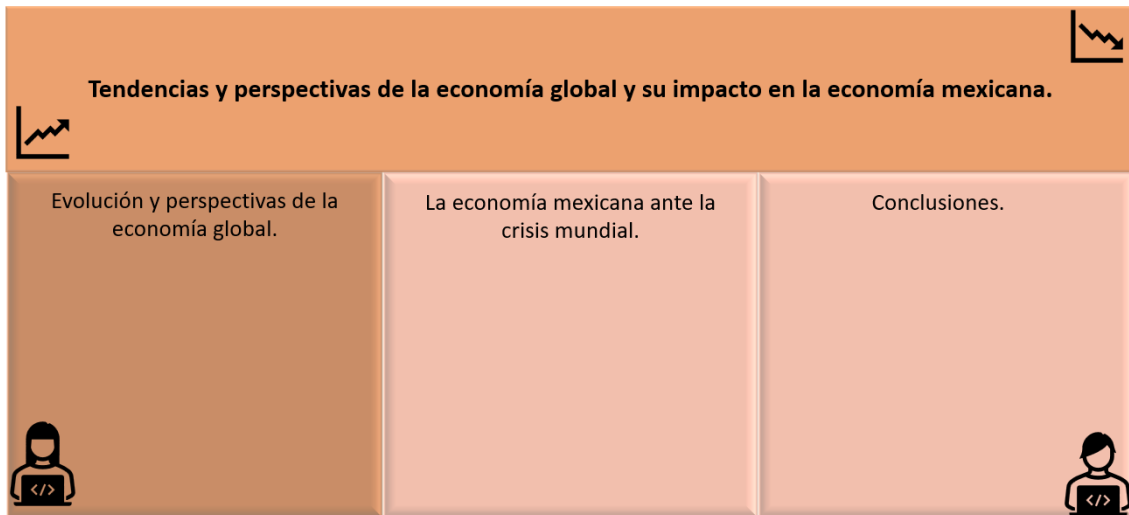 Tendencias y perspectivas de la economía global y su impacto en la economía mexicana.
Evolución y perspectivas de la
economía global.
La economía mexicana ante la
crisis mundial.
Conclusiones.
</>
</>